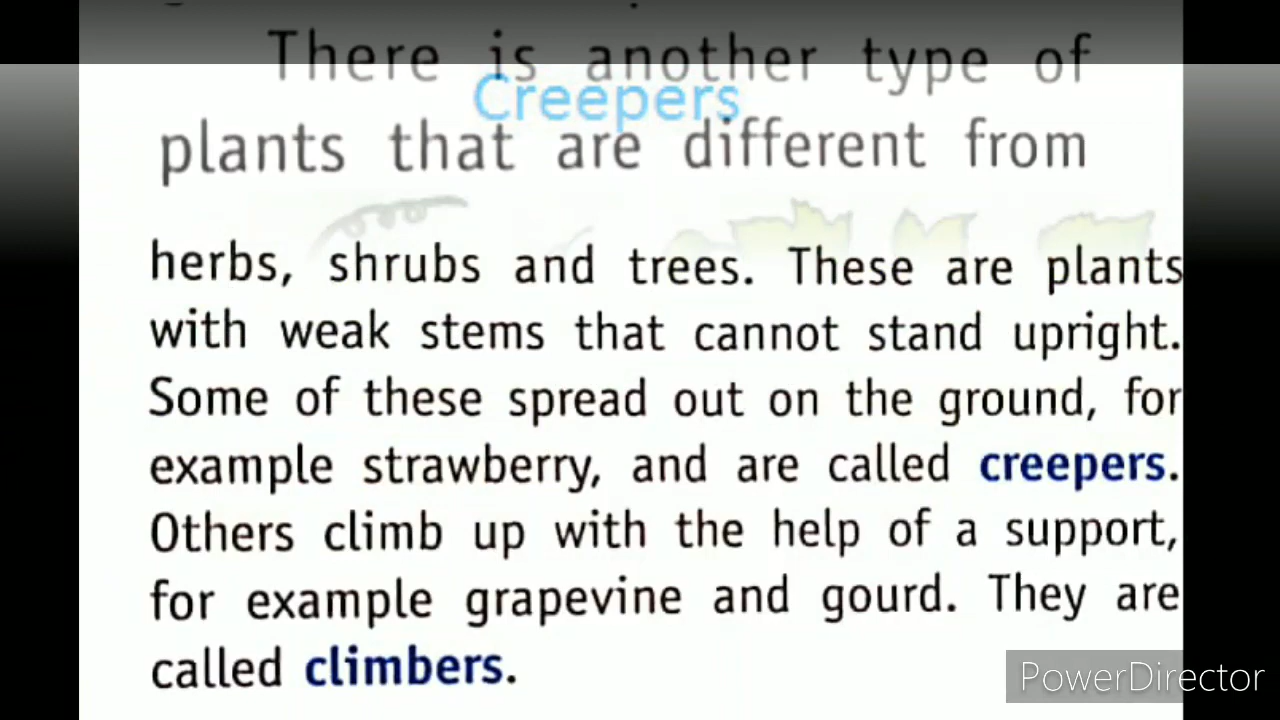 There is another type of
Creepers
plants that are different from
herbs, shrubs and trees. These are plants
with weak stems that cannot stand upright.
Some of these spread out on the ground, for
example strawberry, and are called creepers.
Others climb up with the help of a support,
for example grapevine and gourd. They are
called climbers.
PowerDirector